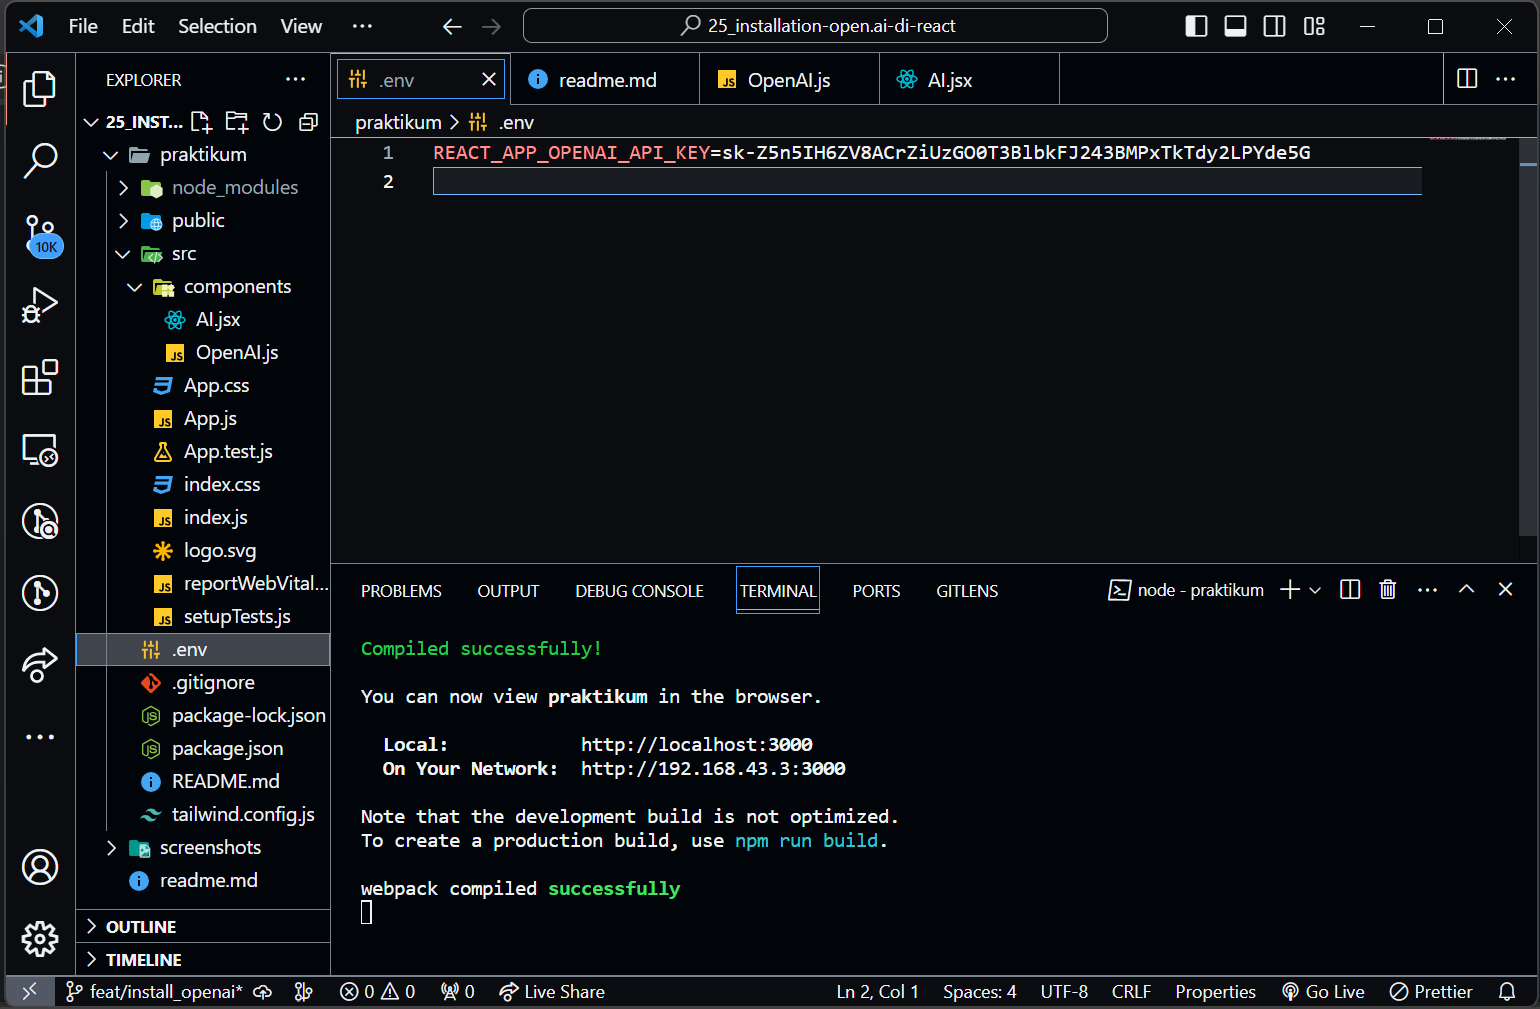 File Edit Selection View ··· 25_installation-open.ai-di-react
EXPLORER ···
.env readme.md OpenAI.js AI.jsx ···
25_INST...
praktikum > .env
praktikum
node_modules
public
10K
src
components
AI.jsx
OpenAI.js
App.css
App.js
App.test.js
index.css
index.js
logo.svg
reportWebVital...
setupTests.js
.env
.gitignore
package-lock.json
package.json
README.md
tailwind.config.js
screenshots
readme.md
OUTLINE
TIMELINE
1 REACT_APP_OPENAI_API_KEY=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
2
PROBLEMS OUTPUT DEBUG CONSOLE TERMINAL PORTS GITLENS node - praktikum ···
Compiled successfully!
You can now view praktikum in the browser.
Local: http://localhost:3000
On Your Network: http://192.168.43.3:3000
Note that the development build is not optimized.
To create a production build, use npm run build.
webpack compiled successfully
feat/install_openai* 0 0 0 Live Share Ln 2, Col 1 Spaces: 4 UTF-8 CRLF Properties Go Live Prettier